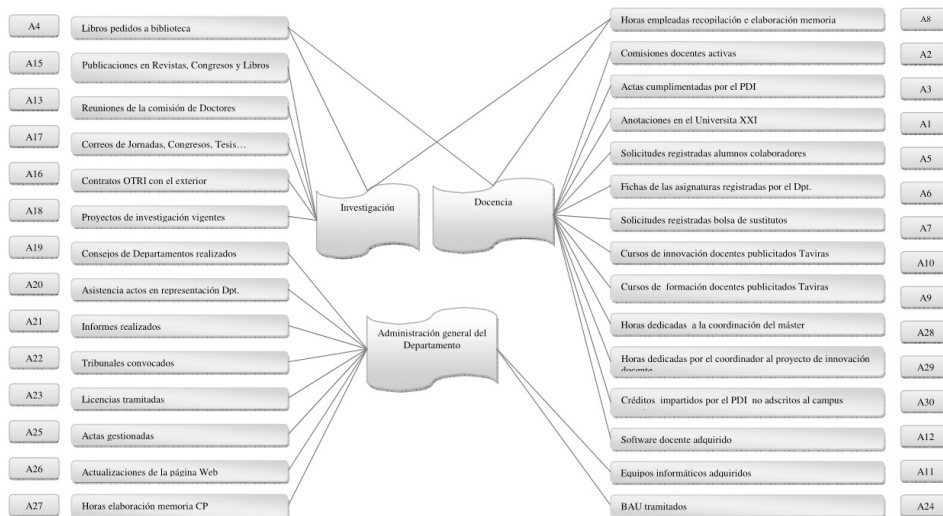 A4 Libros pedidos a biblioteca
A15 Publicaciones en Revistas, Congresos y Libros
A13 Reuniones de la comisión de Doctores
A17 Correos de Jornadas, Congresos, Tesis…
A16 Contratos OTRI con el exterior
A18 Proyectos de investigación vigentes
A19 Consejos de Departamentos realizados
A20 Asistencia actos en representación Dpt.
A21 Informes realizados
A22 Tribunales convocados
A23 Licencias tramitadas
A25 Actas gestionadas
A26 Actualizaciones de la página Web
A27 Horas elaboración memoria CP
Investigación
Docencia
Administración general del
Departamento
Horas empleadas recopilación e elaboración memoria A8
Comisiones docentes activas A2
Actas cumplimentadas por el PDI A3
Anotaciones en el Universita XXI A1
Solicitudes registradas alumnos colaboradores A5
Fichas de las asignaturas registradas por el Dpt. A6
Solicitudes registradas bolsa de sustitutos A7
Cursos de innovación docentes publicitados Taviras A10
Cursos de formación docentes publicitados Taviras A9
Horas dedicadas a la coordinación del máster A28
Horas dedicadas por el coordinador al proyecto de innovación
docente A29
Créditos impartidos por el PDI no adscritos al campus A30
Software docente adquirido A12
Equipos informáticos adquiridos A11
BAU tramitados A24